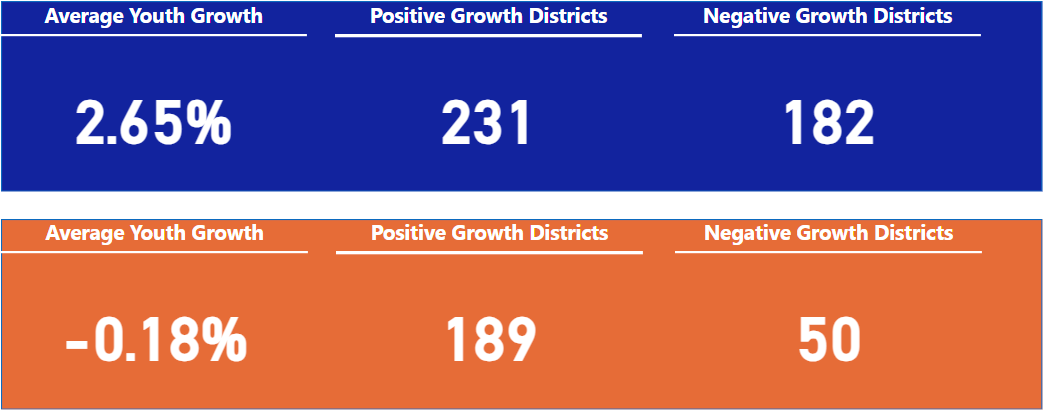 Average Youth Growth
Positive Growth Districts
Negative Growth Districts
2.65%
231
182
Average Youth Growth
Positive Growth Districts
Negative Growth Districts
-0.18%
189
50